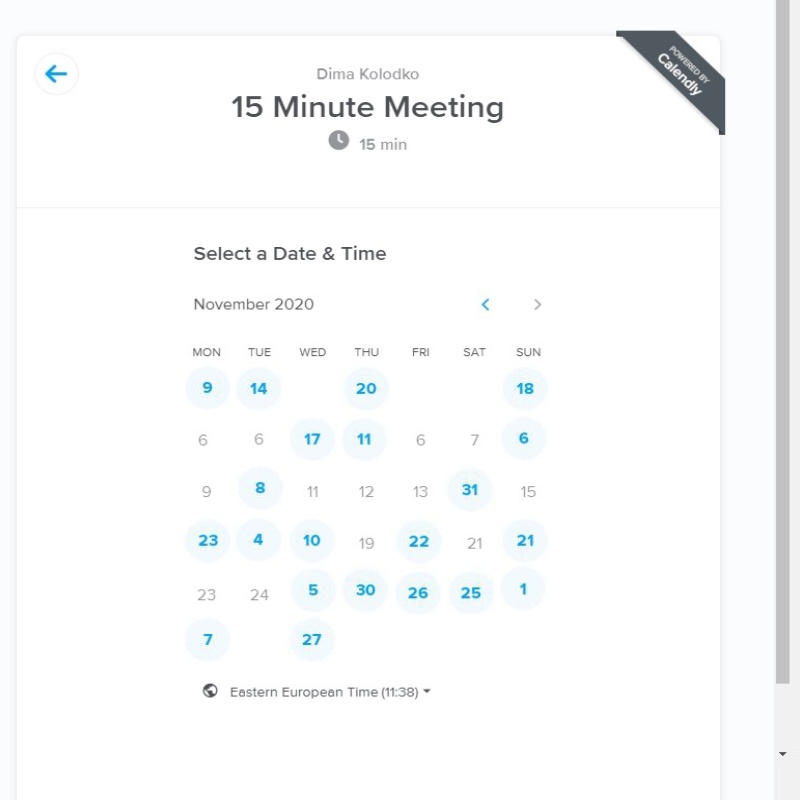 POWERED BY
Calendly
Dima Kolodko
15 Minute Meeting
15 min
Select a Date & Time
November 2020
MON TUE WED THU FRI SAT SUN
9 14 20 18
6 6 17 11 6 7 6
9 8 11 12 13 31 15
23 4 10 19 22 21 21
23 24 5 30 26 25 1
7 27
Eastern European Time (11:38)